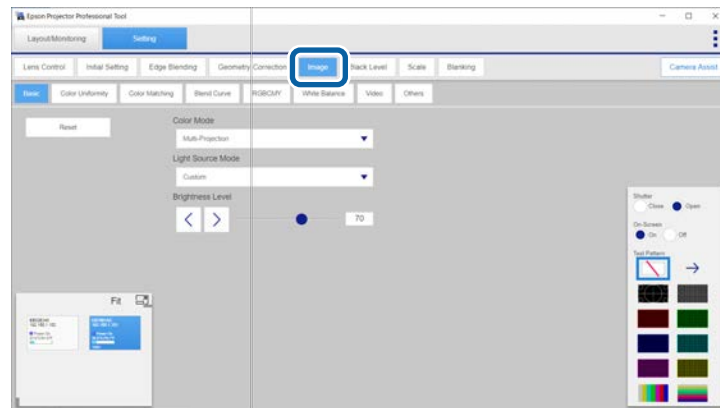 Epson Projector Professional Tool
Layout/Monitoring Setting
Lens Control Initial Setting Edge Blending Geometry Correction Image Black Level Scale Blanking Camera Assist
Basic Color Uniformity Color Matching Blend Curve RGBCMY White Balance Video Others
Reset
Color Mode
Multi-Projection
Light Source Mode
Custom
Brightness Level
70
Shutter
Close Open
On-Screen
On Off
Test Pattern
Fit